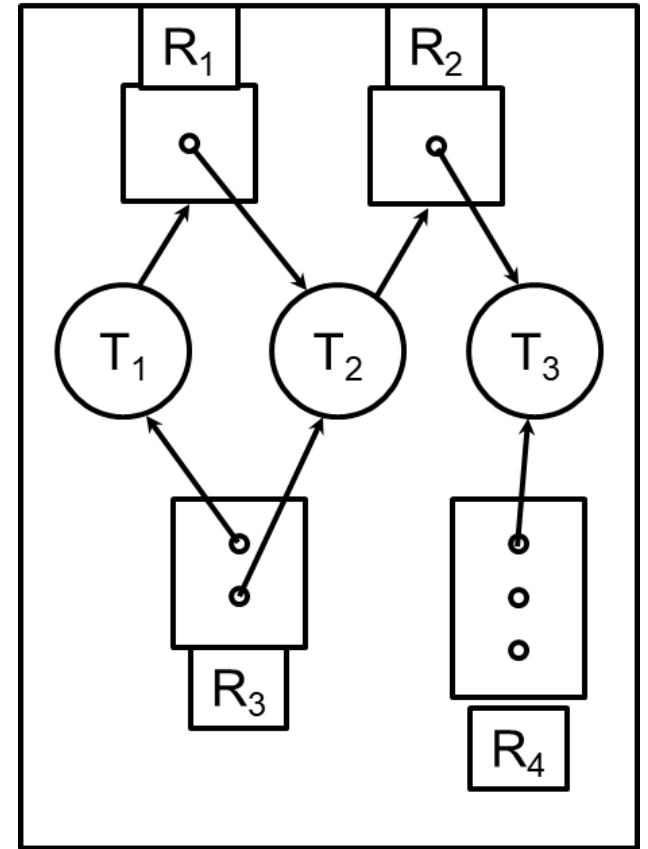 R₁ R₂
T₁ T₂ T₃
R₃
R₄